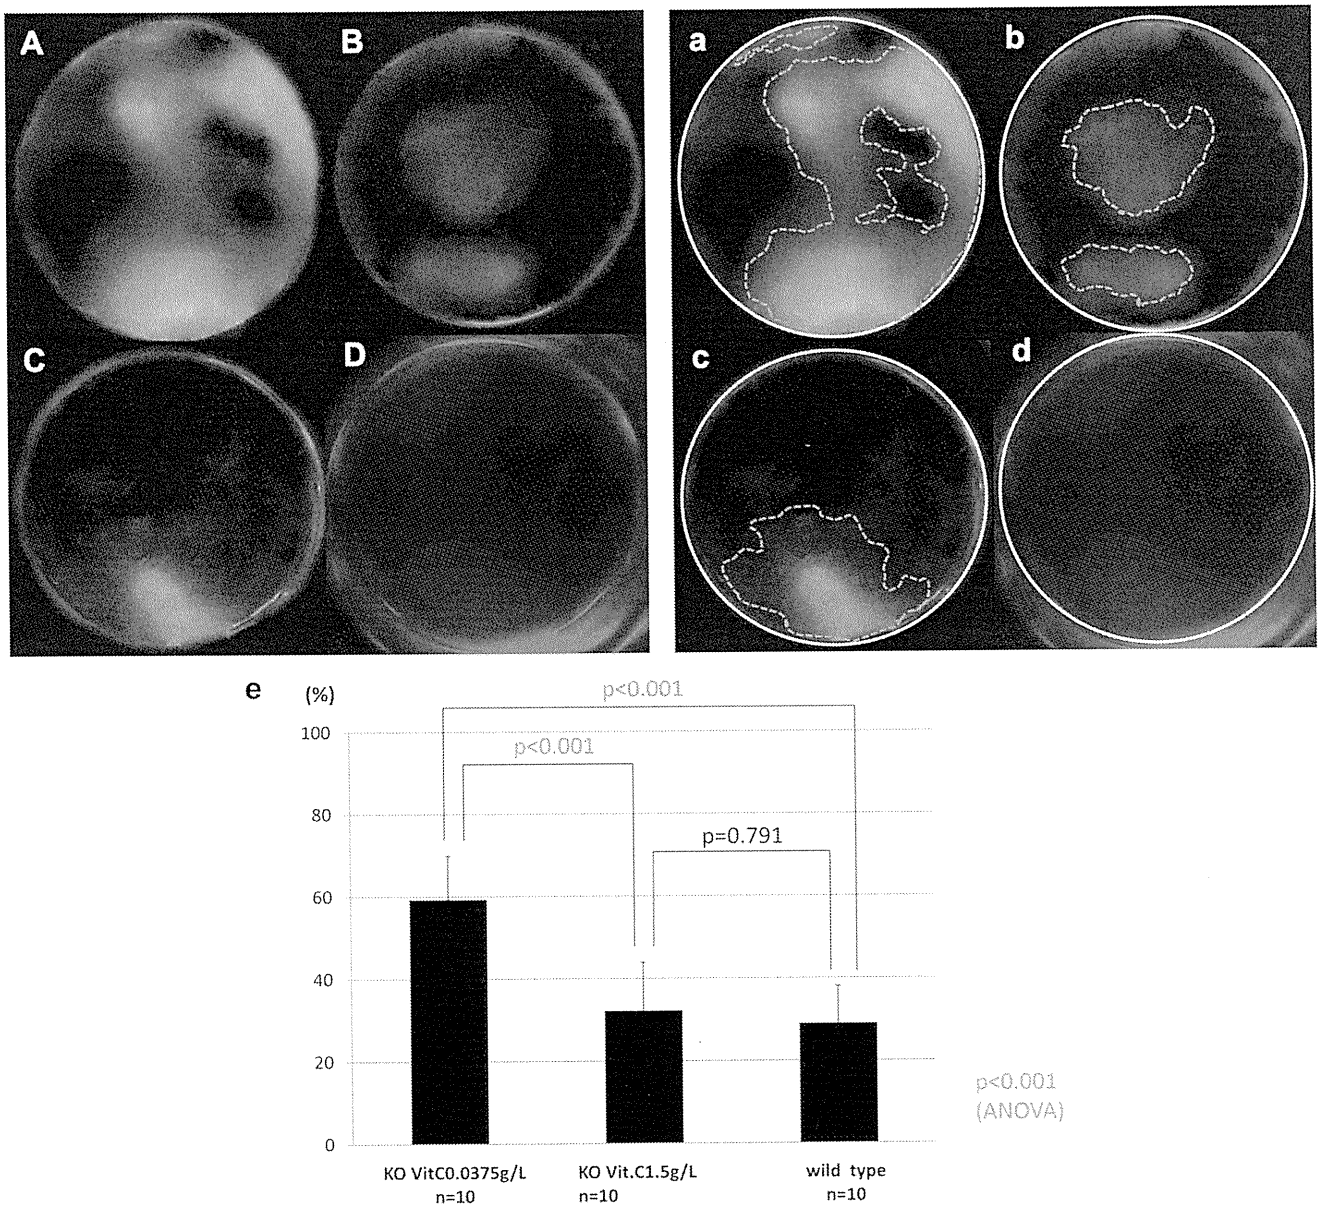 A
B
a
b
C
D
c
d
e
(%)
p<0.001
100
p<0.001
80
p=0.791
60
40
20
p<0.001
(ANOVA)
0
KO VitC0.0375g/L
n=10
KO Vit.C1.5g/L
n=10
wild type
n=10